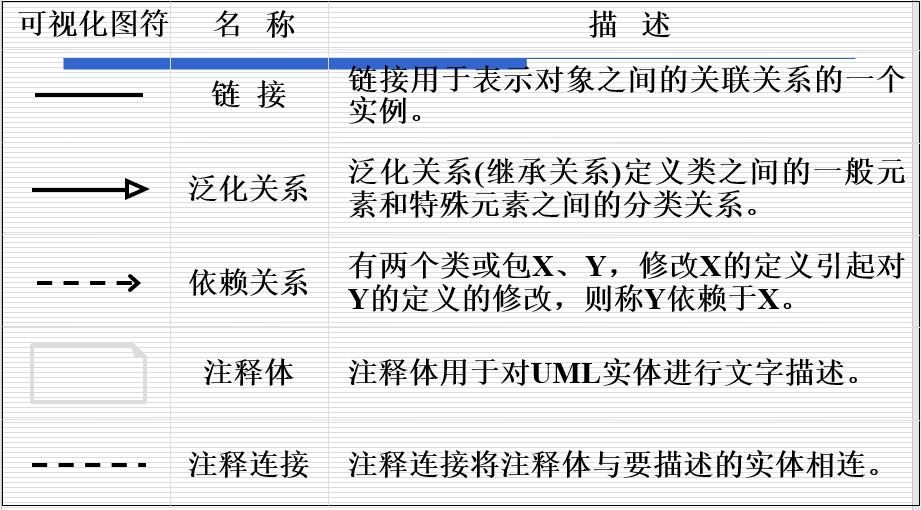 可视化图符 名 称 描 述
链 接 链接用于表示对象之间的关联关系的一个
实例。
泛化关系 泛化关系(继承关系)定义类之间的一般元
素和特殊元素之间的分类关系。
依赖关系 有两个类或包X、Y，修改X的定义引起对
Y的定义的修改，则称Y依赖于X。
注释体 注释体用于对UML实体进行文字描述。
注释连接 注释连接将注释体与要描述的实体相连。